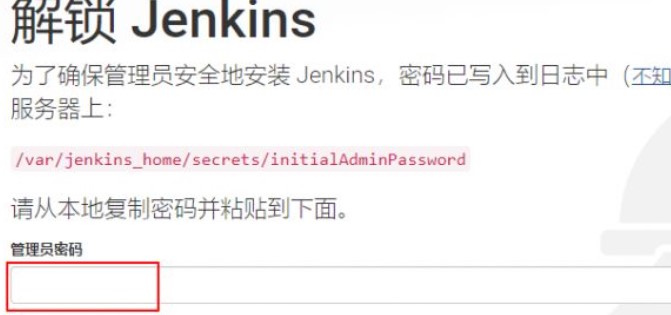 解锁 Jenkins
为了确保管理员安全地安装 Jenkins，密码已写入到日志中（不知
服务器上：
/var/jenkins_home/secrets/initialAdminPassword
请从本地复制密码并粘贴到下面。
管理员密码